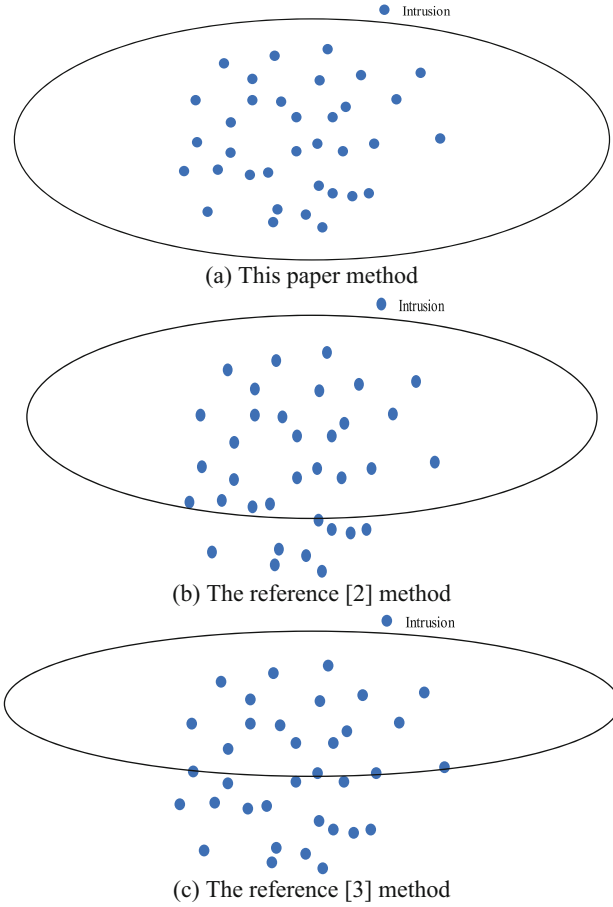 Intrusion
(a) This paper method
Intrusion
(b) The reference [2] method
Intrusion
(c) The reference [3] method